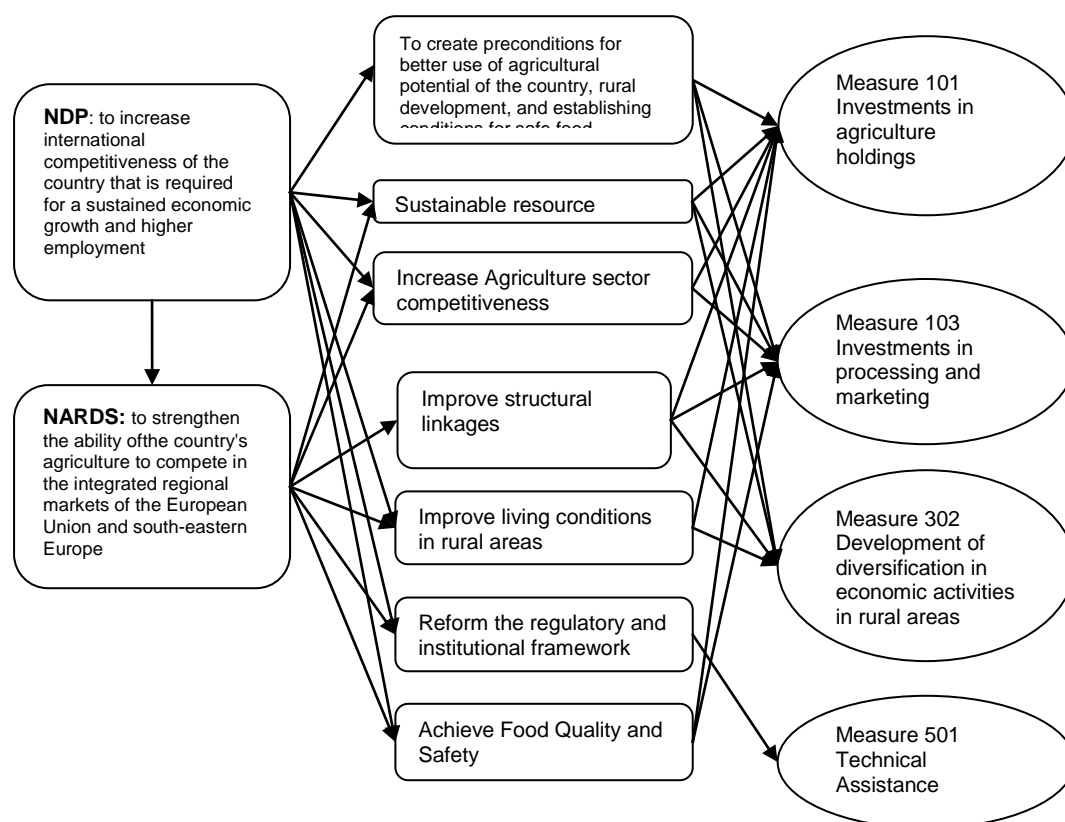 NDP: to increase
international
competitiveness of the
country that is required
for a sustained economic
growth and higher
employment
NARDS: to strengthen
the ability ofthe country's
agriculture to compete in
the integrated regional
markets of the European
Union and south-eastern
Europe
To create preconditions for
better use of agricultural
potential of the country, rural
development, and establishing
conditions for safe food
Sustainable resource
Increase Agriculture sector
competitiveness
Improve structural
linkages
Improve living conditions
in rural areas
Reform the regulatory and
institutional framework
Achieve Food Quality and
Safety
Measure 101
Investments in
agriculture
holdings
Measure 103
Investments in
processing and
marketing
Measure 302
Development of
diversification in
economic activities
in rural areas
Measure 501
Technical
Assistance